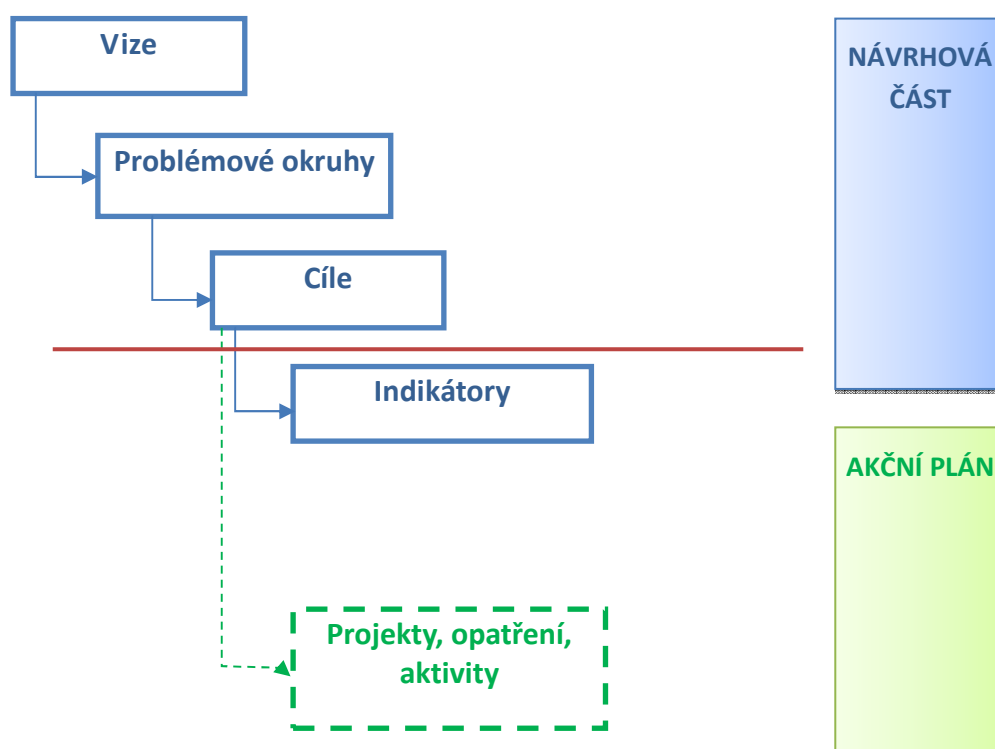 Vize
NÁVRHOVÁ
ČÁST
Problémové okruhy
Cíle
Indikátory
AKČNÍ PLÁN
Projekty, opatření,
aktivity